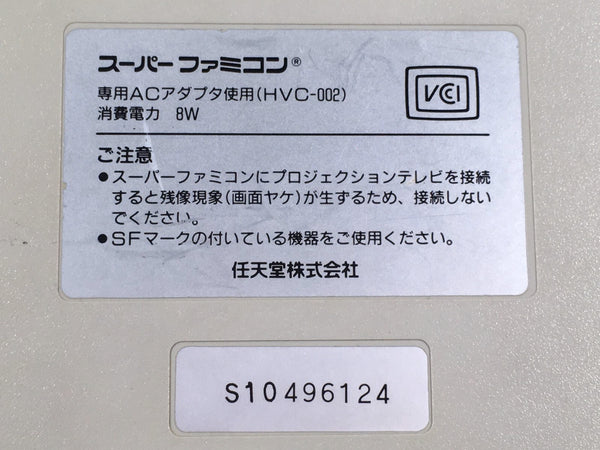 スーパーファミコン®
専用ACアダプタ使用(HVC-002)
消費電力 8W
VCCI
ご注意
●スーパーファミコンにプロジェクションテレビを接続
すると残像現象(画面ヤケ)が生ずるため、接続しない
でください。
●SFマークの付いている機器をご使用ください。
任天堂株式会社
S10496124